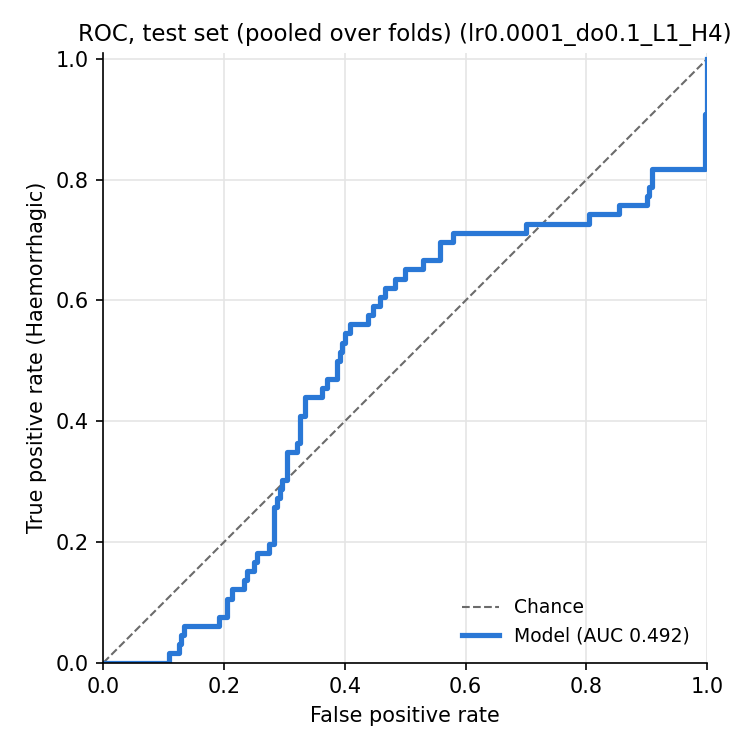 ROC, test set (pooled over folds) (lr0.0001_do0.1_L1_H4)
1.0
0.8
0.6
0.4
0.2
0.0
True positive rate (Haemorrhagic)
Chance
Model (AUC 0.492)
0.0 0.2 0.4 0.6 0.8 1.0
False positive rate